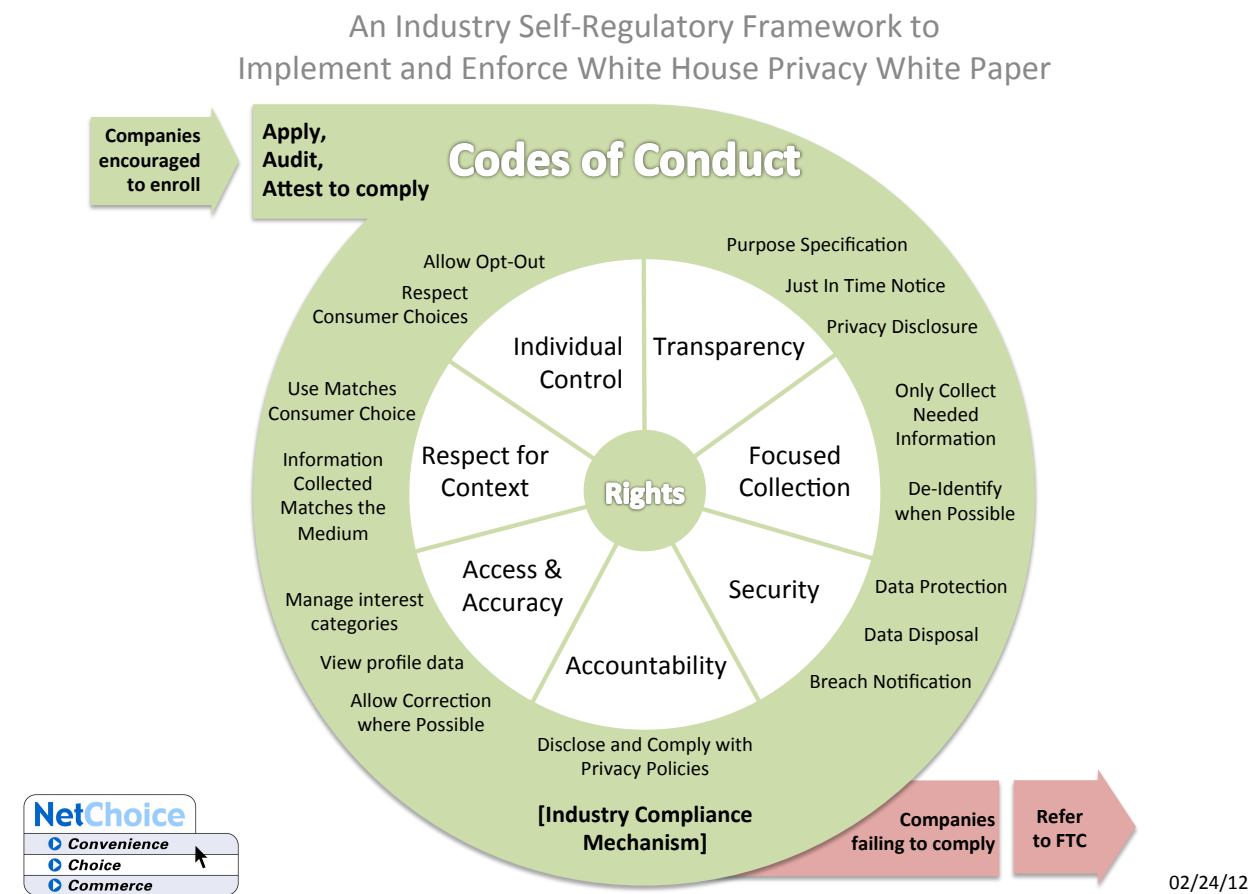 An Industry Self-Regulatory Framework to
Implement and Enforce White House Privacy White Paper
Companies
encouraged
to enroll
Apply,
Audit,
Attest to comply
Codes of Conduct
Allow Opt-Out
Respect
Consumer Choices
Purpose Specification
Just In Time Notice
Privacy Disclosure
Individual
Control
Transparency
Use Matches
Consumer Choice
Information
Collected
Matches the
Medium
Respect for
Context
Rights
Focused
Collection
Only Collect
Needed
Information
De-Identify
when Possible
Access &
Accuracy
Security
Accountability
Manage interest
categories
View profile data
Allow Correction
where Possible
Data Protection
Data Disposal
Breach Notification
Disclose and Comply with
Privacy Policies
[Industry Compliance
Mechanism]
Companies
failing to comply
Refer
to FTC
NetChoice
Convenience
Choice
Commerce
02/24/12